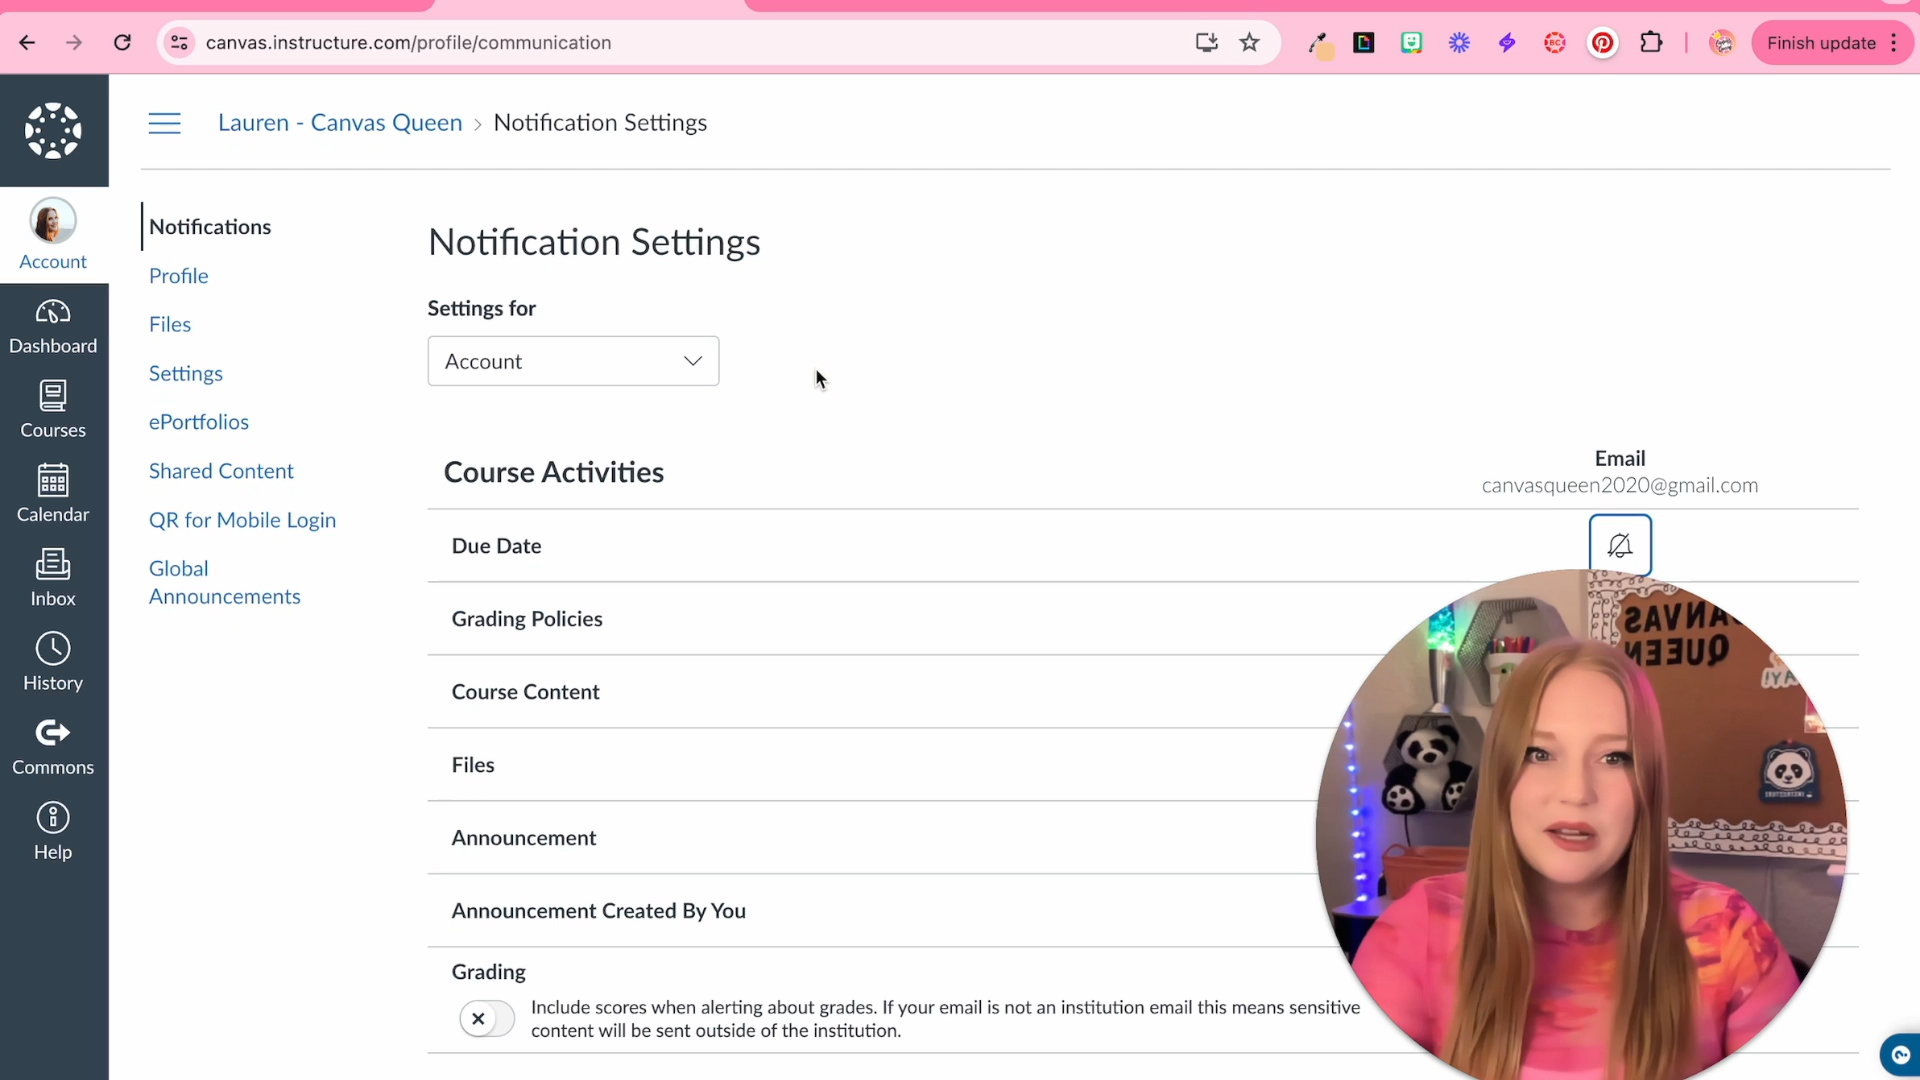 canvas.instructure.com/profile/communication
Finish update
Lauren - Canvas Queen > Notification Settings
Account
Dashboard
Courses
Calendar
Inbox
History
Commons
Help
Notifications
Profile
Files
Settings
ePortfolios
Shared Content
QR for Mobile Login
Global
Announcements
Notification Settings
Settings for
Account
Course Activities
Email
canvasqueen2020@gmail.com
Due Date
Grading Policies
Course Content
Files
Announcement
Announcement Created By You
Grading
Include scores when alerting about grades. If your email is not an institution email this means sensitive
content will be sent outside of the institution.
CANVAS
QUEEN